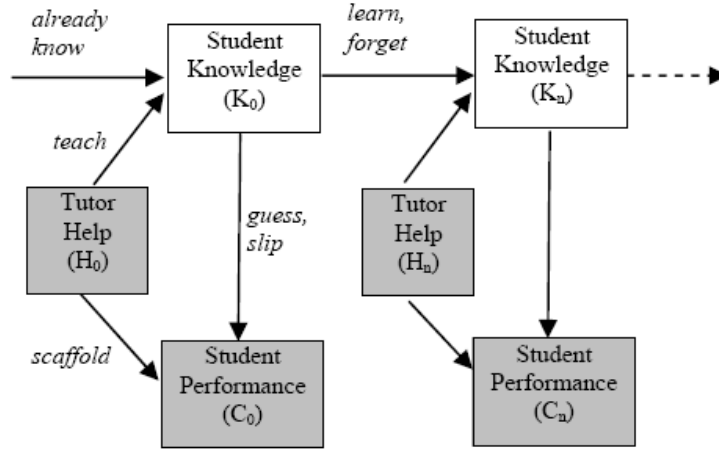 already
know
Student
Knowledge
(K₀)
learn,
forget
Student
Knowledge
(Kₙ)
teach
Tutor
Help
(H₀)
guess,
slip
Tutor
Help
(Hₙ)
scaffold
Student
Performance
(C₀)
Student
Performance
(Cₙ)